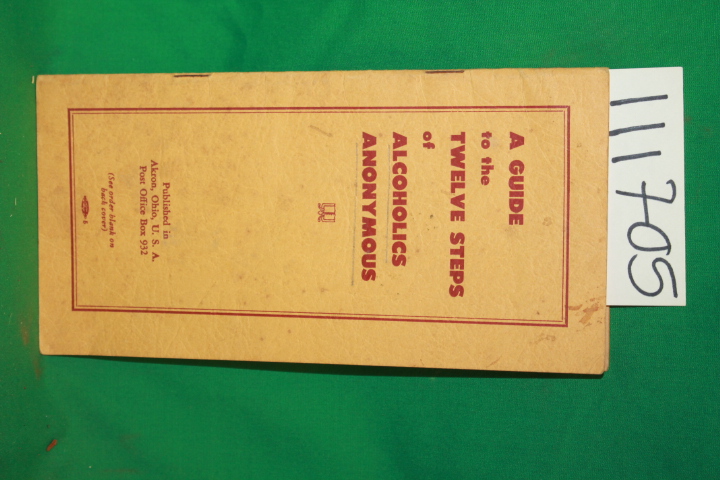 A GUIDE
to the
TWELVE STEPS
of
ALCOHOLICS
ANONYMOUS
Published in
Akron, Ohio, U. S. A.
Post Office Box 932
(See order blank on
back cover)
111705